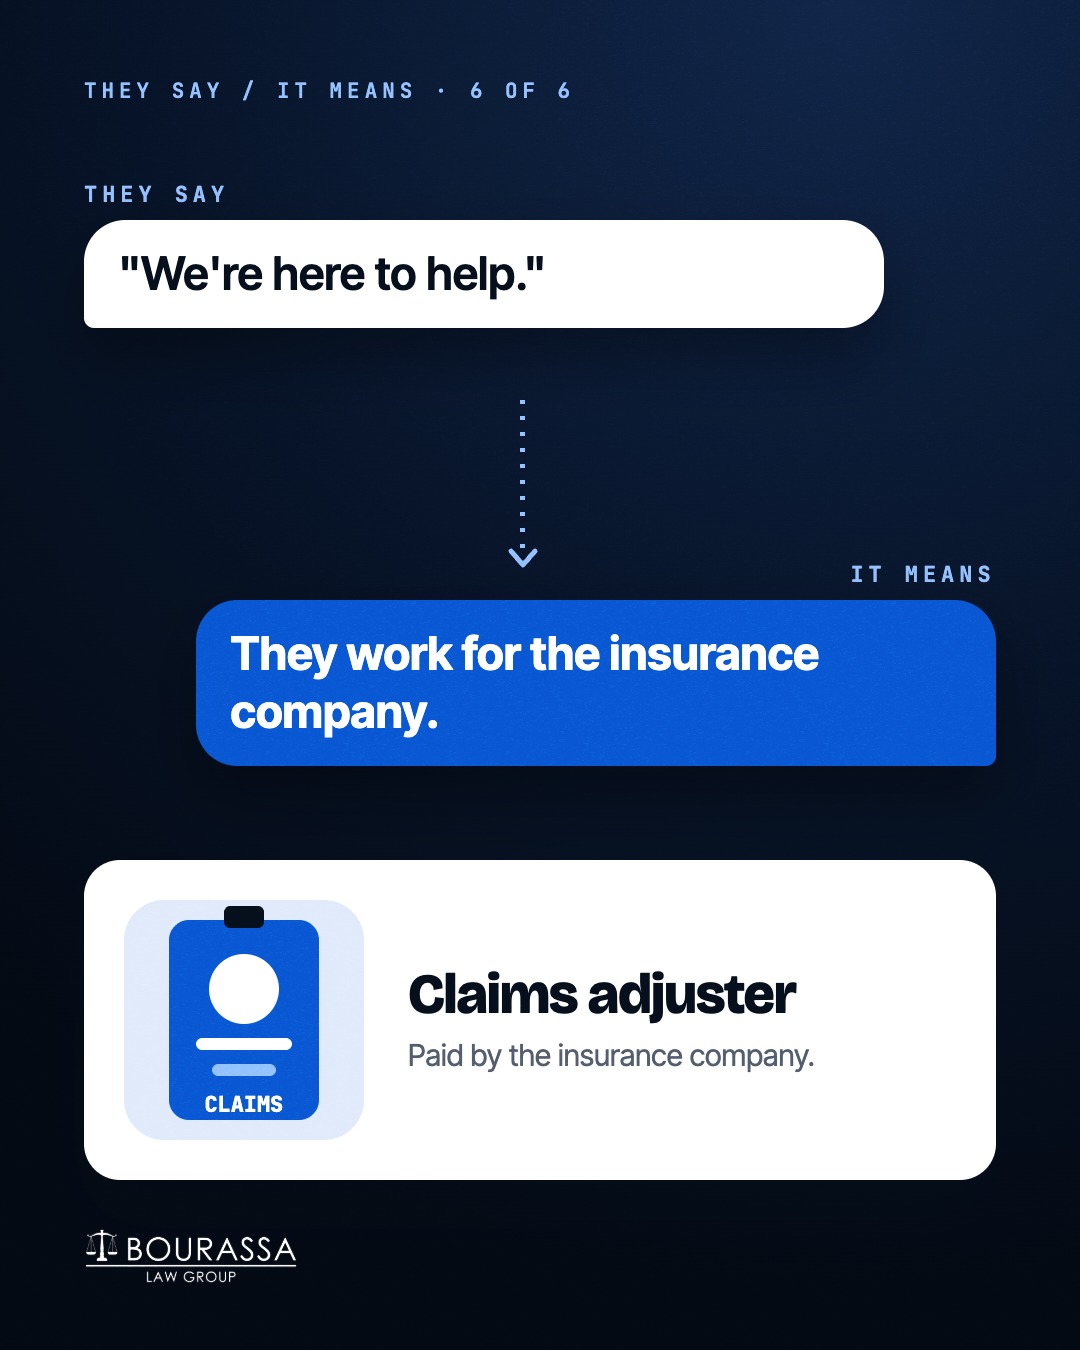 THEY SAY / IT MEANS · 6 OF 6
THEY SAY
"We're here to help."
IT MEANS
They work for the insurance
company.
CLAIMS
Claims adjuster
Paid by the insurance company.
BOURASSA
LAW GROUP